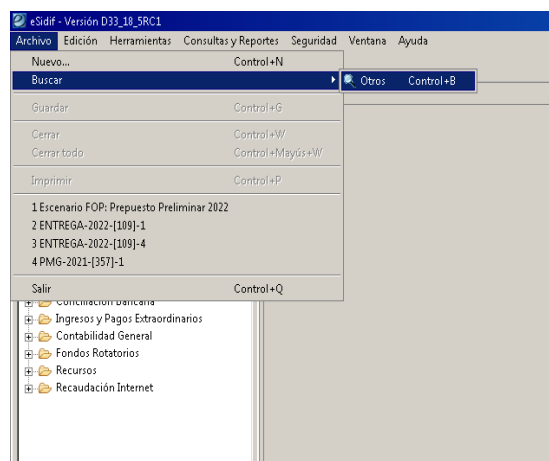 eSidif - Versión D33_18_5RC1
Archivo Edición Herramientas Consultas y Reportes Seguridad Ventana Ayuda
Nuevo... Control+N
Buscar
Otros Control+B
Guardar Control+G
Cerrar Control+W
Cerrar todo Control+Mayús+W
Imprimir Control+P
1 Escenario FOP: Prepuesto Preliminar 2022
2 ENTREGA-2022-[109]-1
3 ENTREGA-2022-[109]-4
4 PMG-2021-[357]-1
Salir Control+Q
Conciliación Bancaria
Ingresos y Pagos Extraordinarios
Contabilidad General
Fondos Rotatorios
Recursos
Recaudación Internet